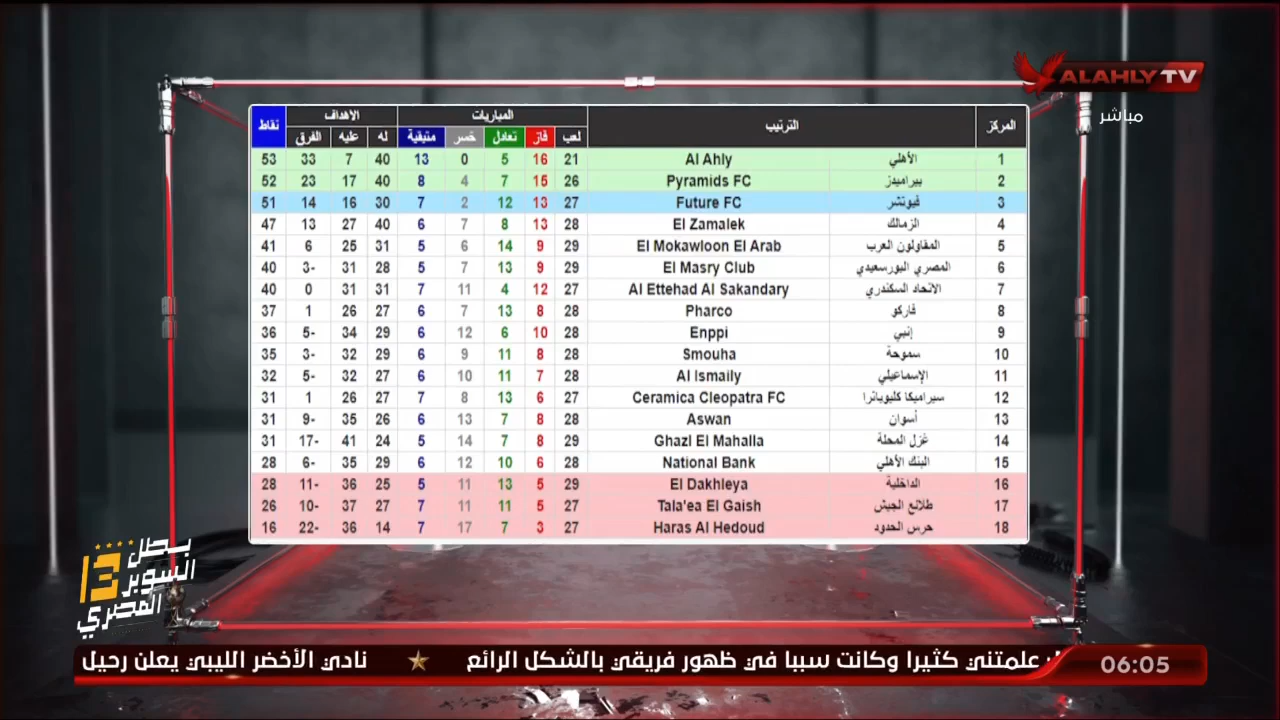 ALAHLY TV
مباشر
المركز الترتيب المباريات الاهداف نقاط
لعب فاز تعادل خسر متبقية له عليه الفرق
1 الأهلي Al Ahly 21 16 5 0 13 40 7 33 53
2 بيراميدز Pyramids FC 26 15 7 4 8 40 17 23 52
3 فيوتشر Future FC 27 13 12 2 7 30 16 14 51
4 الزمالك El Zamalek 28 13 8 7 6 40 27 13 47
5 المقاولون العرب El Mokawloon El Arab 29 9 14 6 5 31 25 6 41
6 المصري البورسعيدي El Masry Club 29 9 13 7 5 28 31 3- 40
7 الاتحاد السكندري Al Ettehad Al Sakandary 27 12 4 11 7 31 31 0 40
8 فاركو Pharco 28 8 13 7 6 27 26 1 37
9 إنبي Enppi 28 10 6 12 6 29 34 5- 36
10 سموحة Smouha 28 8 11 9 6 29 32 3- 35
11 الإسماعيلي Al Ismaily 28 7 11 10 6 27 32 5- 32
12 سيراميكا كليوباترا Ceramica Cleopatra FC 27 6 13 8 7 27 26 1 31
13 أسوان Aswan 28 8 7 13 6 26 35 9- 31
14 غزل المحلة Ghazl El Mahalla 29 8 7 14 5 24 41 17- 31
15 البنك الأهلي National Bank 28 6 10 12 6 29 35 6- 28
16 الداخلية El Dakhleya 29 5 13 11 5 25 36 11- 28
17 طلائع الجيش Tala'ea El Gaish 27 5 11 11 7 27 37 10- 26
18 حرس الحدود Haras Al Hedoud 27 3 7 17 7 14 36 22- 16
بطل
السوبر 13
المصري
علمتني كثيرا وكانت سببا في ظهور فريقي بالشكل الرائع نادي الأخضر الليبي يعلن رحيل
06:05